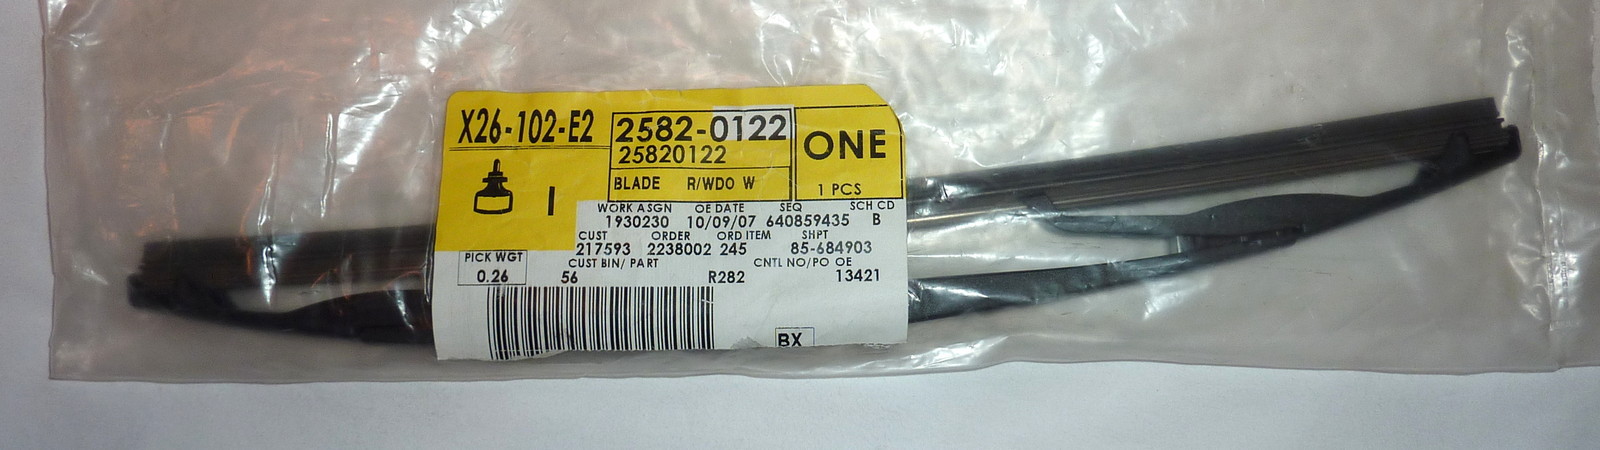 X26-102-E2
2582-0122
25820122
ONE
I
BLADE R/WDO W
1 PCS
WORK ASGN OE DATE SEQ SCH CD
1930230 10/09/07 640859435 B
CUST ORDER ORD ITEM SHPT
217593 2238002 245 85-684903
PICK WGT CUST BIN/ PART CNTL NO/PO OE
0.26 56 R282 13421
BX